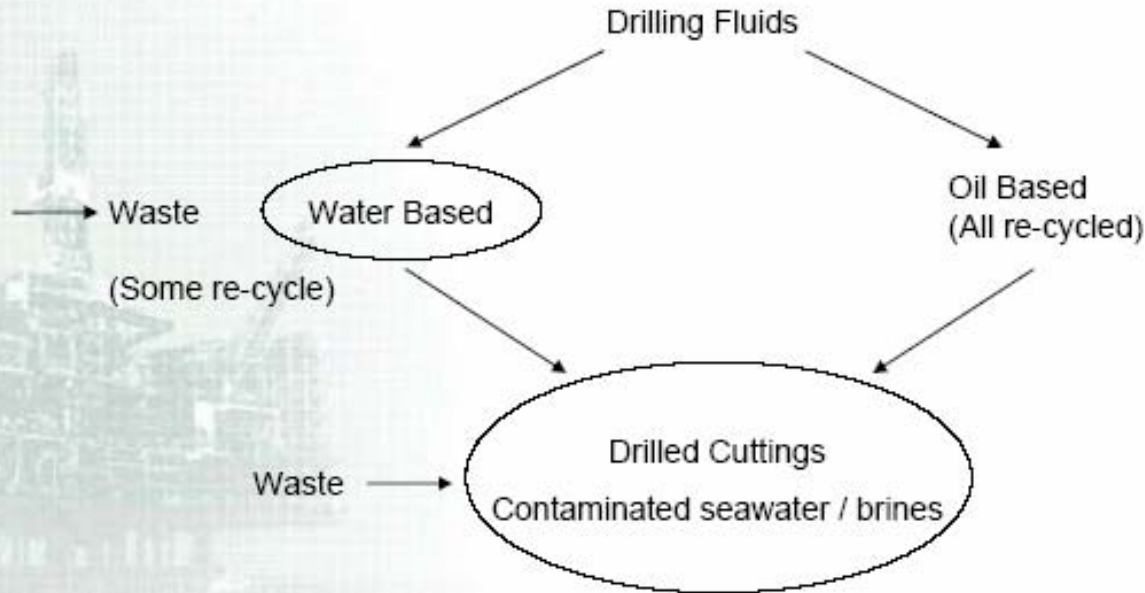 Drilling Fluids
Waste
Water Based
Oil Based
(All re-cycled)
(Some re-cycle)
Drilled Cuttings
Waste
Contaminated seawater / brines